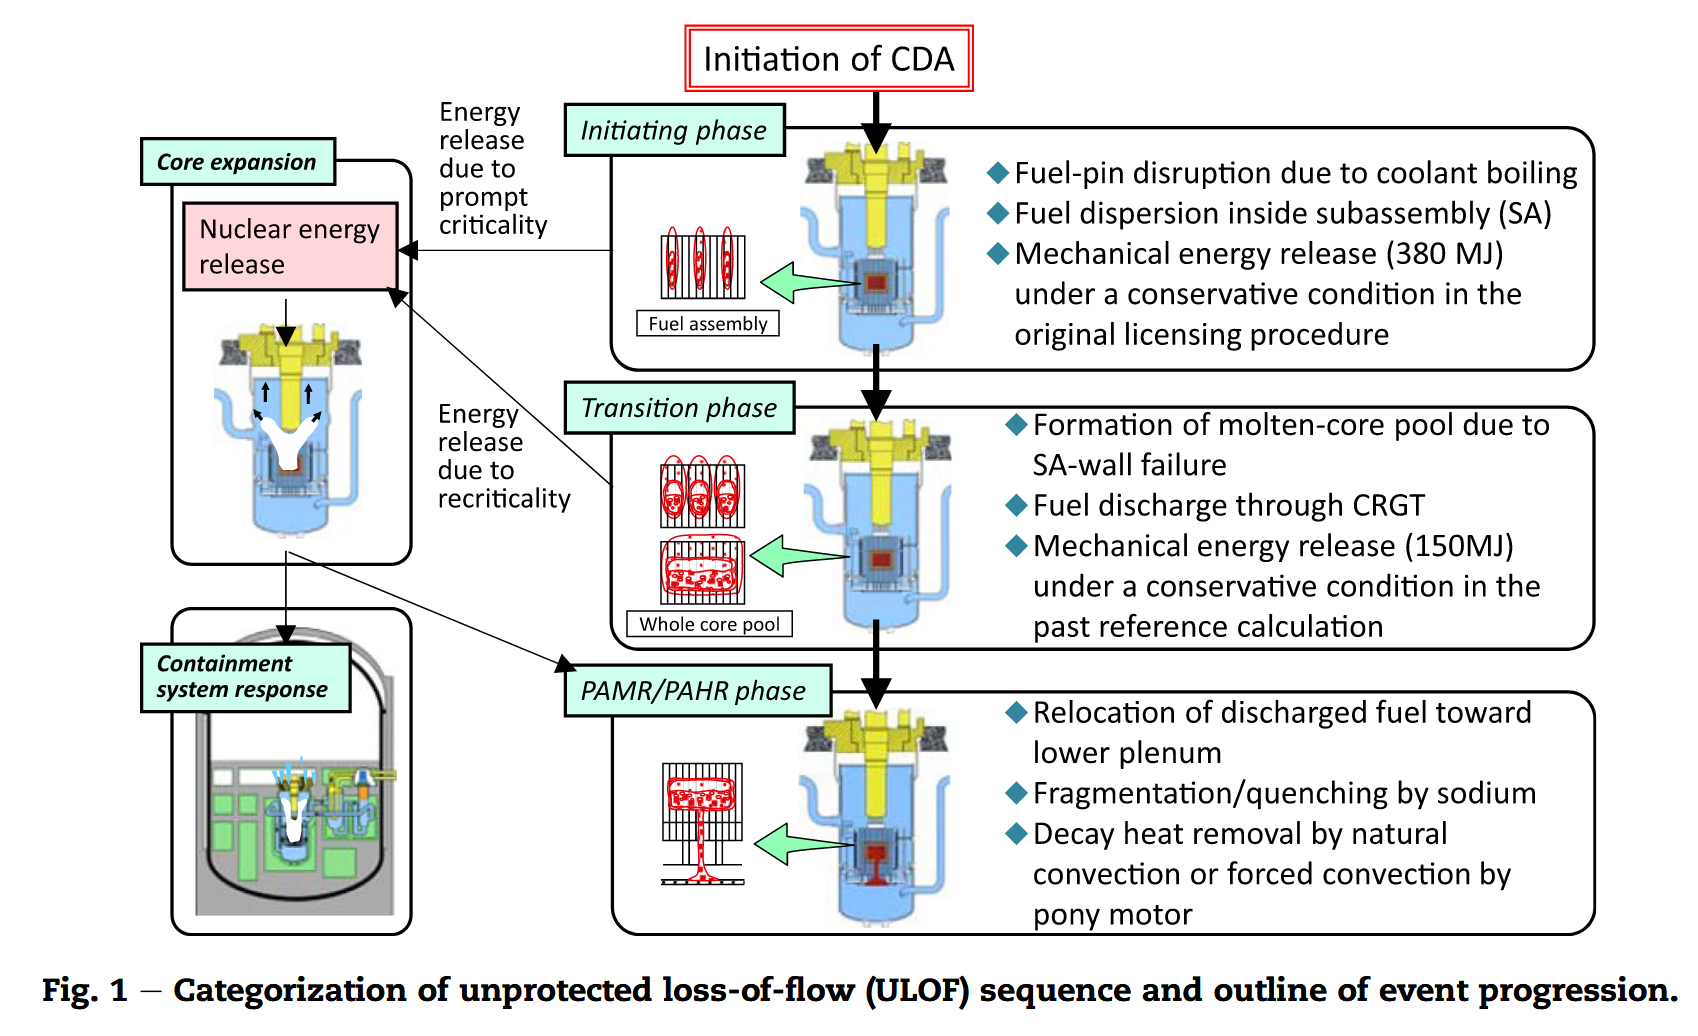 Initiation of CDA
Initiating phase
Fuel-pin disruption due to coolant boiling
Fuel dispersion inside subassembly (SA)
Mechanical energy release (380 MJ)
under a conservative condition in the
original licensing procedure
Fuel assembly
Energy
release
due to
prompt
criticality
Core expansion
Nuclear energy
release
Transition phase
Formation of molten-core pool due to
SA-wall failure
Fuel discharge through CRGT
Mechanical energy release (150MJ)
under a conservative condition in the
past reference calculation
Whole core pool
Energy
release
due to
recriticality
Containment
system response
PAMR/PAHR phase
Relocation of discharged fuel toward
lower plenum
Fragmentation/quenching by sodium
Decay heat removal by natural
convection or forced convection by
pony motor
Fig. 1 – Categorization of unprotected loss-of-flow (ULOF) sequence and outline of event progression.